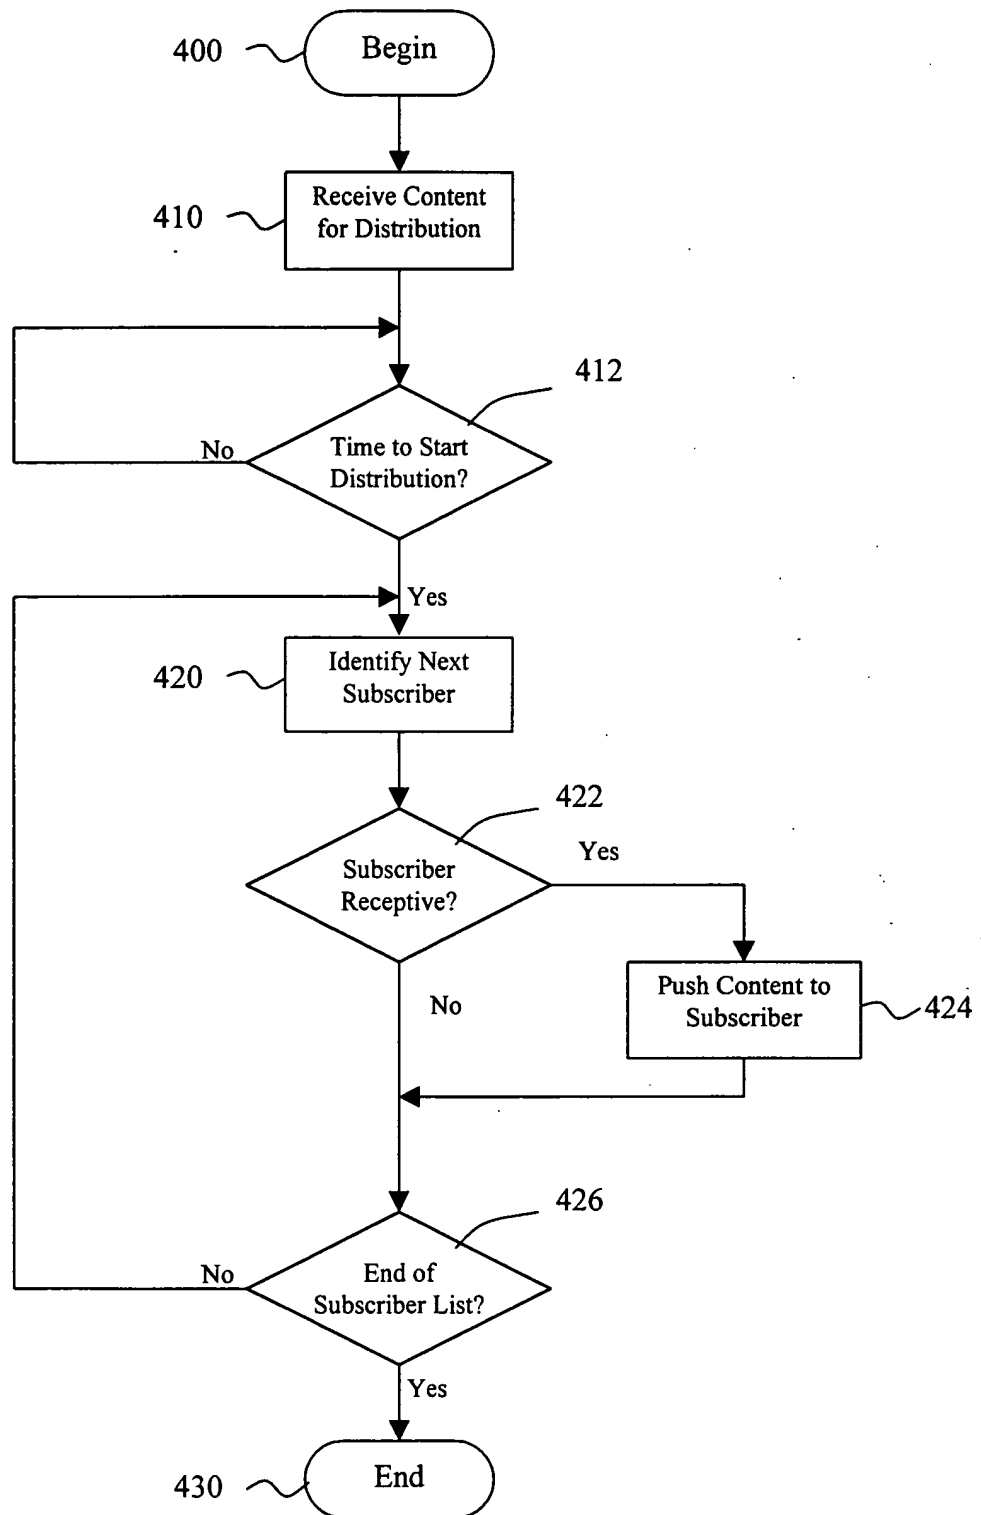 400
Begin
410
Receive Content
for Distribution
412
Time to Start
Distribution?
No
Yes
420
Identify Next
Subscriber
422
Subscriber
Receptive?
Yes
No
Push Content to
Subscriber
424
426
End of
Subscriber List?
No
Yes
430
End